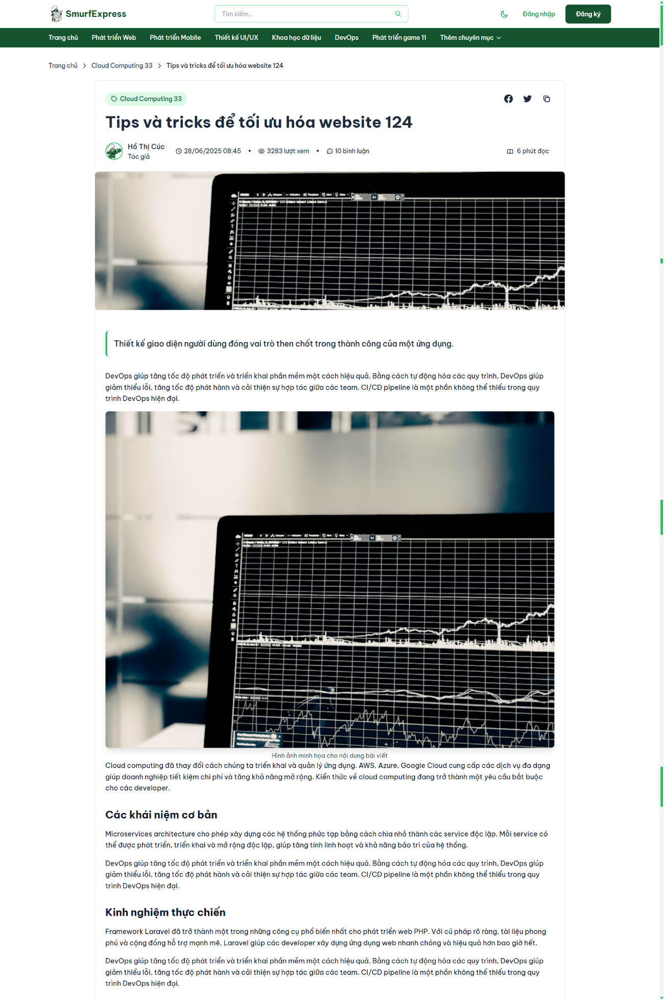 SmurfExpress
Tìm kiếm...
Đăng nhập
Đăng ký
Trang chủ
Phát triển Web
Phát triển Mobile
Thiết kế UI/UX
Khoa học dữ liệu
DevOps
Phát triển game 11
Thêm chuyên mục
Trang chủ > Cloud Computing 33 > Tips và tricks để tối ưu hóa website 124
Cloud Computing 33
Tips và tricks để tối ưu hóa website 124
Hồ Thị Cúc
Tác giả
28/06/2025 08:45 • 3283 lượt xem • 10 bình luận
6 phút đọc
Compare Indicators Templates Alert Ideas
Thiết kế giao diện người dùng đóng vai trò then chốt trong thành công của một ứng dụng.
DevOps giúp tăng tốc độ phát triển và triển khai phần mềm một cách hiệu quả. Bằng cách tự động hóa các quy trình, DevOps giúp
giảm thiểu lỗi, tăng tốc độ phát hành và cải thiện sự hợp tác giữa các team. CI/CD pipeline là một phần không thể thiếu trong quy
trình DevOps hiện đại.
Compare Indicators Templates Alert Ideas
Hình ảnh minh họa cho nội dung bài viết
Cloud computing đã thay đổi cách chúng ta triển khai và quản lý ứng dụng. AWS, Azure, Google Cloud cung cấp các dịch vụ đa dạng
giúp doanh nghiệp tiết kiệm chi phí và tăng khả năng mở rộng. Kiến thức về cloud computing đang trở thành một yêu cầu bắt buộc
cho các developer.
Các khái niệm cơ bản
Microservices architecture cho phép xây dựng các hệ thống phức tạp bằng cách chia nhỏ thành các service độc lập. Mỗi service có
thể được phát triển, triển khai và mở rộng độc lập, giúp tăng tính linh hoạt và khả năng bảo trì của hệ thống.
DevOps giúp tăng tốc độ phát triển và triển khai phần mềm một cách hiệu quả. Bằng cách tự động hóa các quy trình, DevOps giúp
giảm thiểu lỗi, tăng tốc độ phát hành và cải thiện sự hợp tác giữa các team. CI/CD pipeline là một phần không thể thiếu trong quy
trình DevOps hiện đại.
Kinh nghiệm thực chiến
Framework Laravel đã trở thành một trong những công cụ phổ biến nhất cho phát triển web PHP. Với cú pháp rõ ràng, tài liệu phong
phú và cộng đồng hỗ trợ mạnh mẽ, Laravel giúp các developer xây dựng ứng dụng web nhanh chóng và hiệu quả hơn bao giờ hết.
DevOps giúp tăng tốc độ phát triển và triển khai phần mềm một cách hiệu quả. Bằng cách tự động hóa các quy trình, DevOps giúp
giảm thiểu lỗi, tăng tốc độ phát hành và cải thiện sự hợp tác giữa các team. CI/CD pipeline là một phần không thể thiếu trong quy
trình DevOps hiện đại.